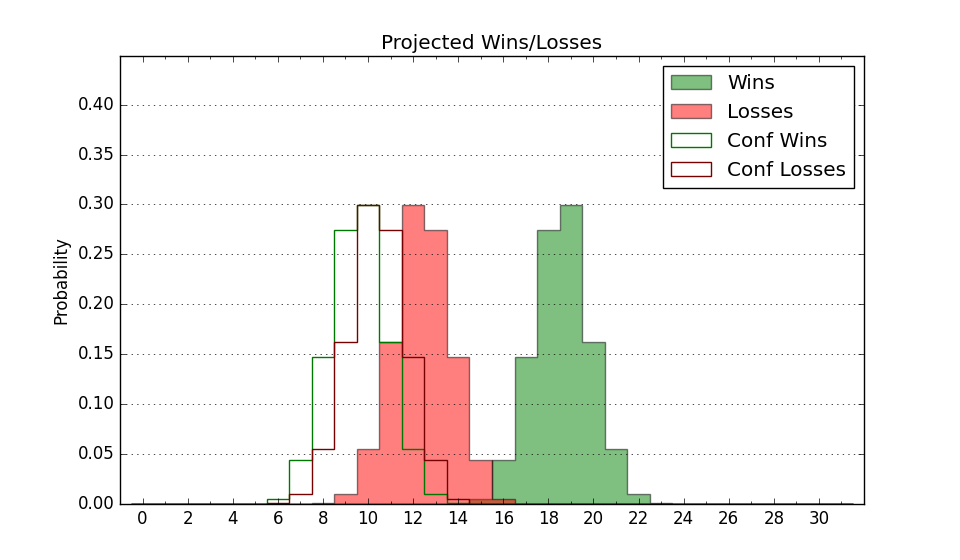 Projected Wins/Losses
Wins
Losses
Conf Wins
Conf Losses
Probability
0.40
0.35
0.30
0.25
0.20
0.15
0.10
0.05
0.00
0 2 4 6 8 10 12 14 16 18 20 22 24 26 28 30